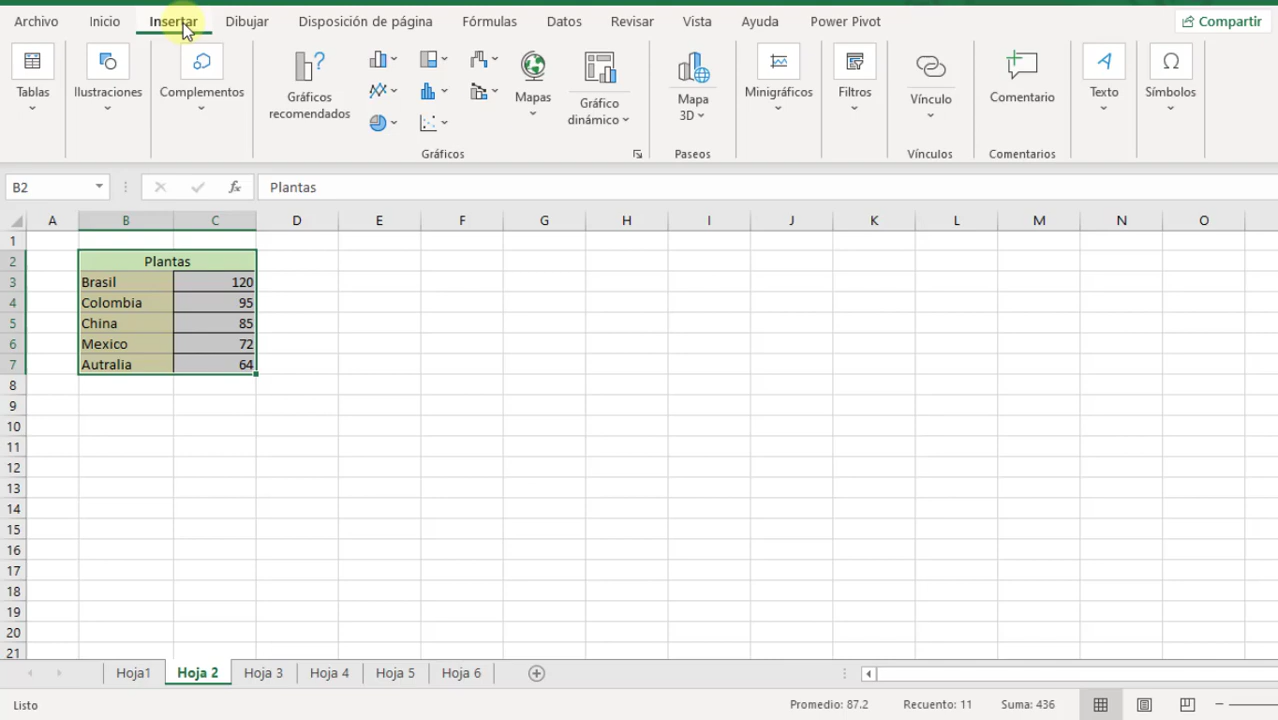 Archivo Inicio Insertar Dibujar Disposición de página Fórmulas Datos Revisar Vista Ayuda Power Pivot Compartir
Tablas Ilustraciones Complementos Gráficos recomendados Mapas Gráfico dinámico Mapa 3D Minigráficos Filtros Vínculo Comentario Texto Símbolos
Gráficos Paseos Vínculos Comentarios
B2 fx Plantas
A B C D E F G H I J K L M N O
1
2 Plantas
3 Brasil 120
4 Colombia 95
5 China 85
6 Mexico 72
7 Autralia 64
8
9
10
11
12
13
14
15
16
17
18
19
20
21
Hoja1 Hoja 2 Hoja 3 Hoja 4 Hoja 5 Hoja 6
Listo Promedio: 87.2 Recuento: 11 Suma: 436